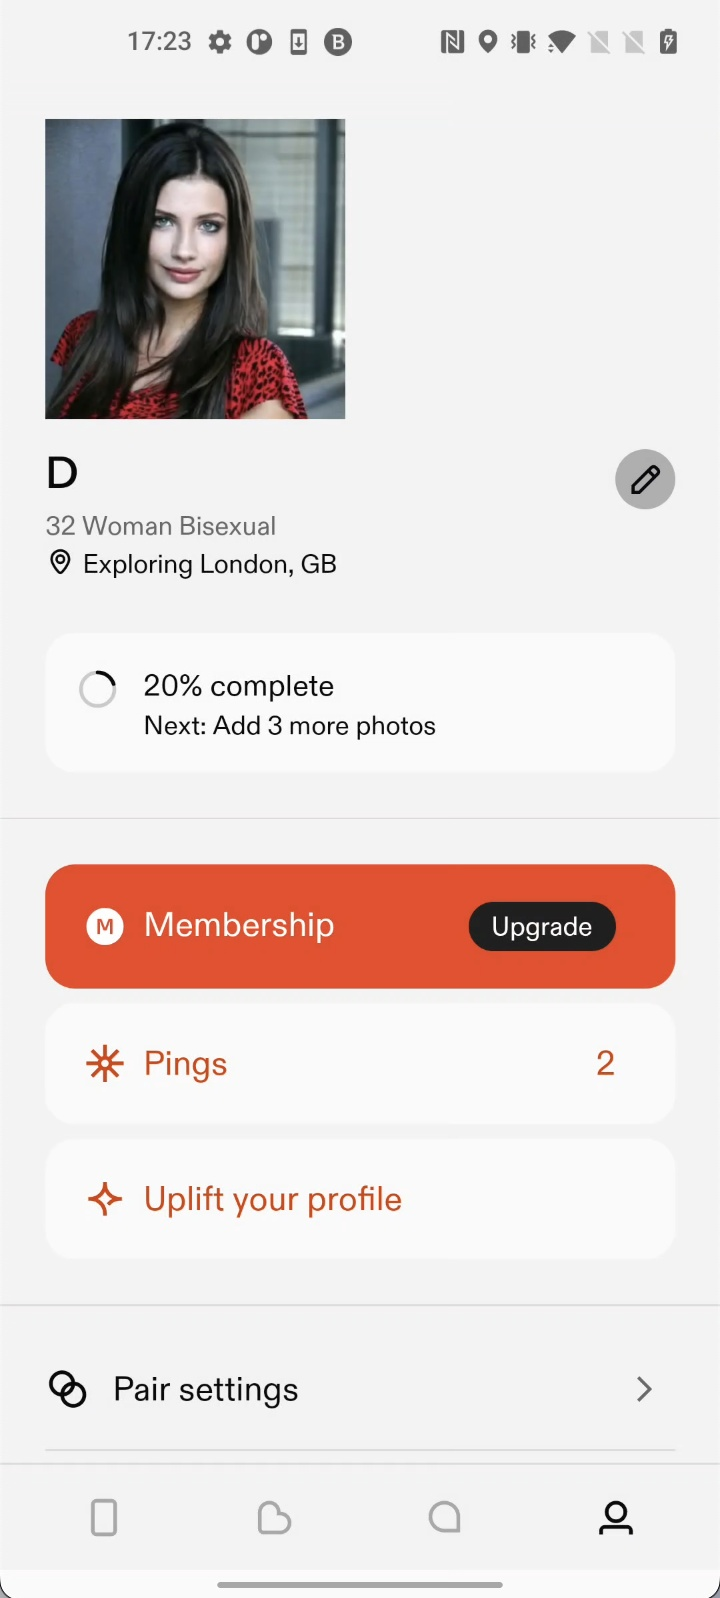 17:23 B
D
32 Woman Bisexual
Exploring London, GB
20% complete
Next: Add 3 more photos
M Membership Upgrade
Pings 2
Uplift your profile
Pair settings